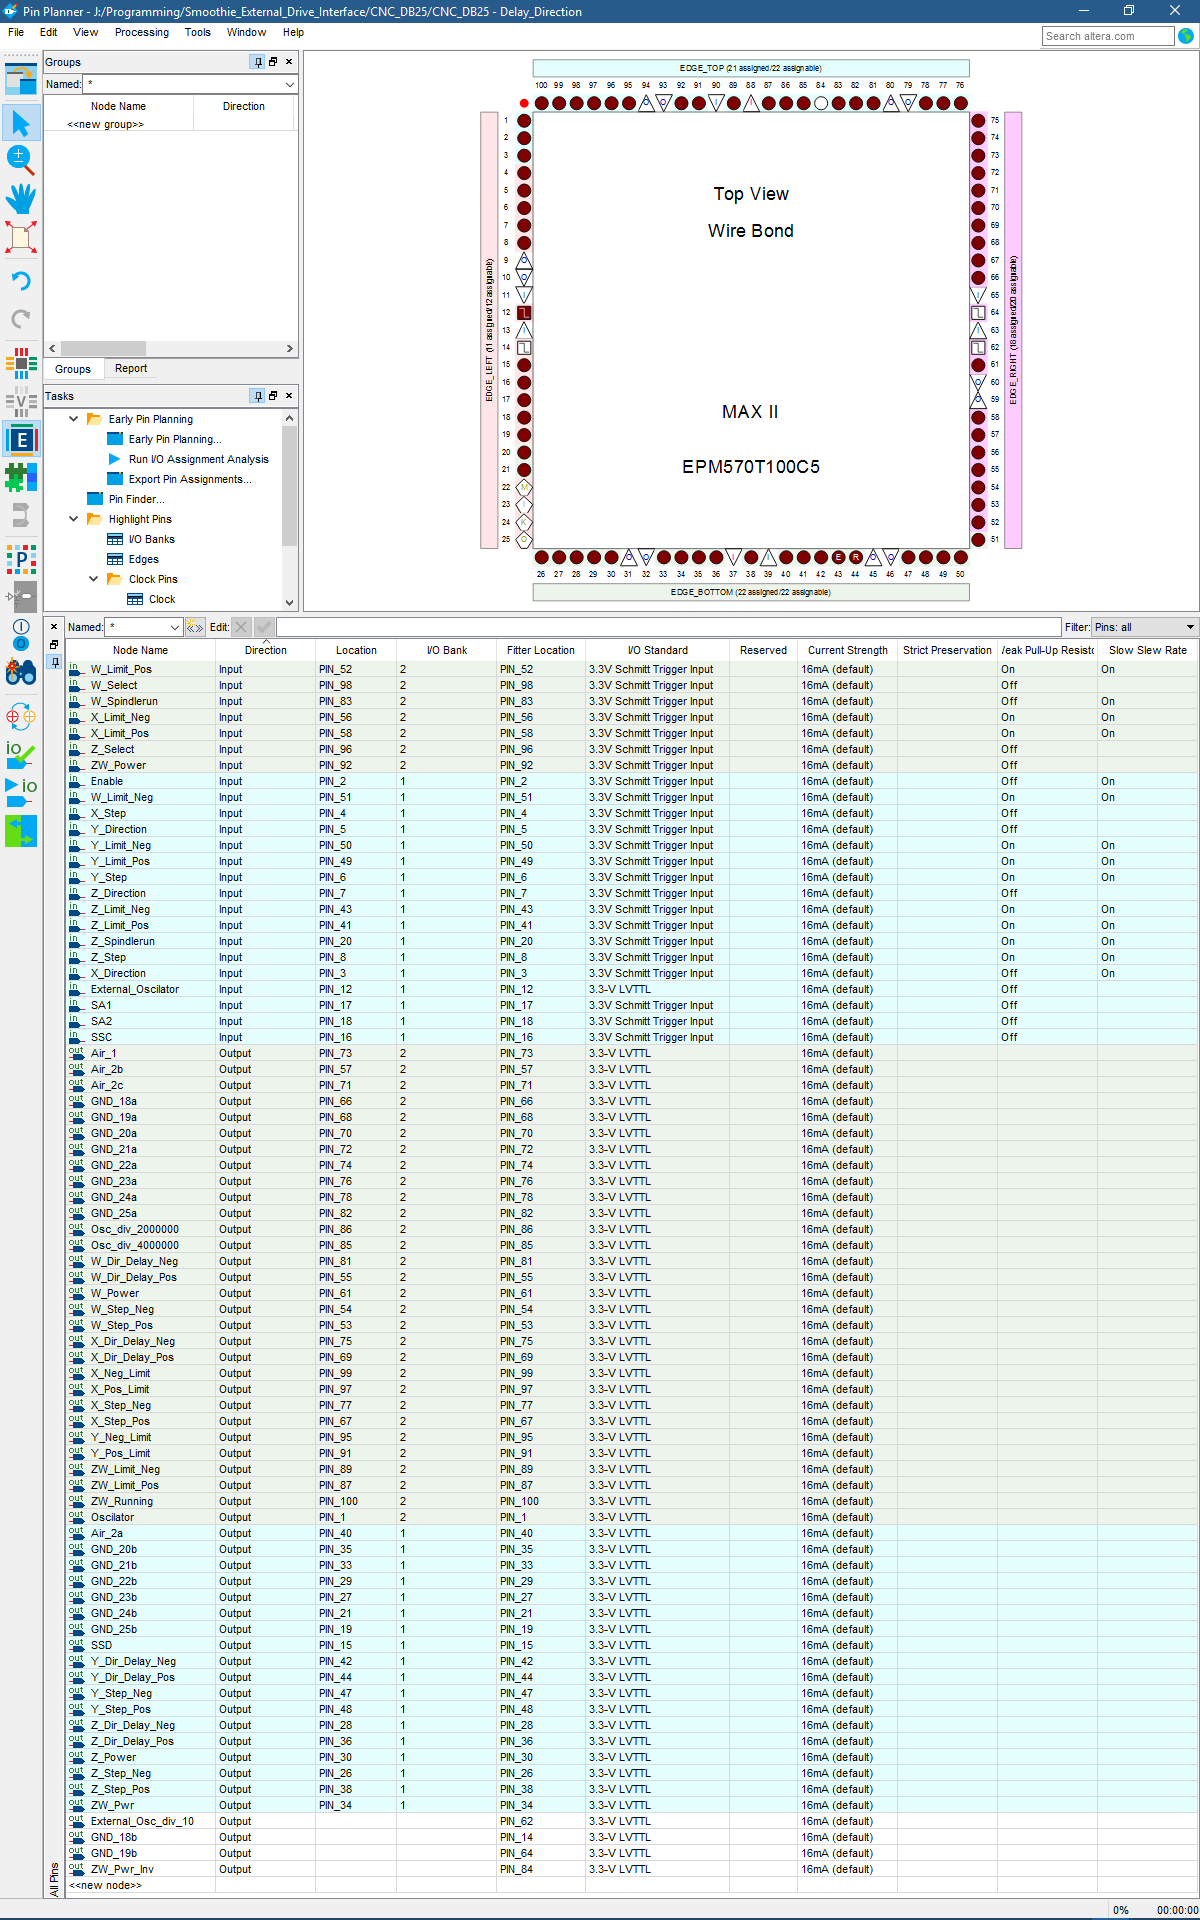 Pin Planner - J:/Programming/Smoothie_External_Drive_Interface/CNC_DB25/CNC_DB25 - Delay_Direction
File Edit View Processing Tools Window Help
Search altera.com
Groups
Named: *
Node Name Direction
<<new group>>
Groups Report
Tasks
Early Pin Planning
Early Pin Planning...
Run I/O Assignment Analysis
Export Pin Assignments...
Pin Finder...
Highlight Pins
I/O Banks
Edges
Clock Pins
Clock
EDGE_TOP (21 assigned/22 assignable)
100 99 98 97 96 95 94 93 92 91 90 89 88 87 86 85 84 83 82 81 80 79 78 77 76
EDGE_LEFT (11 assigned/12 assignable)
1 2 3 4 5 6 7 8 9 10 11 12 13 14 15 16 17 18 19 20 21 22 23 24 25
Top View
Wire Bond
MAX II
EPM570T100C5
75 74 73 72 71 70 69 68 67 66 65 64 63 62 61 60 59 58 57 56 55 54 53 52 51
EDGE_RIGHT (18 assigned/20 assignable)
26 27 28 29 30 31 32 33 34 35 36 37 38 39 40 41 42 43 44 45 46 47 48 49 50
EDGE_BOTTOM (22 assigned/22 assignable)
Named: * Edit: Filter: Pins: all
Node Name Direction Location I/O Bank Fitter Location I/O Standard Reserved Current Strength Strict Preservation Slow Slew Rate
W_Limit_Pos Input PIN_52 2 PIN_52 3.3V Schmitt Trigger Input 16mA (default) On On
W_Select Input PIN_98 2 PIN_98 3.3V Schmitt Trigger Input 16mA (default) Off
W_Spindlerun Input PIN_83 2 PIN_83 3.3V Schmitt Trigger Input 16mA (default) Off On
X_Limit_Neg Input PIN_56 2 PIN_56 3.3V Schmitt Trigger Input 16mA (default) On On
X_Limit_Pos Input PIN_58 2 PIN_58 3.3V Schmitt Trigger Input 16mA (default) On On
Z_Select Input PIN_96 2 PIN_96 3.3V Schmitt Trigger Input 16mA (default) Off
ZW_Power Input PIN_92 2 PIN_92 3.3V Schmitt Trigger Input 16mA (default) Off
Enable Input PIN_2 1 PIN_2 3.3V Schmitt Trigger Input 16mA (default) Off On
W_Limit_Neg Input PIN_51 1 PIN_51 3.3V Schmitt Trigger Input 16mA (default) On On
X_Step Input PIN_4 1 PIN_4 3.3V Schmitt Trigger Input 16mA (default) Off
Y_Direction Input PIN_5 1 PIN_5 3.3V Schmitt Trigger Input 16mA (default) Off
Y_Limit_Neg Input PIN_50 1 PIN_50 3.3V Schmitt Trigger Input 16mA (default) On On
Y_Limit_Pos Input PIN_49 1 PIN_49 3.3V Schmitt Trigger Input 16mA (default) On On
Y_Step Input PIN_6 1 PIN_6 3.3V Schmitt Trigger Input 16mA (default) On On
Z_Direction Input PIN_7 1 PIN_7 3.3V Schmitt Trigger Input 16mA (default) Off
Z_Limit_Neg Input PIN_43 1 PIN_43 3.3V Schmitt Trigger Input 16mA (default) On On
Z_Limit_Pos Input PIN_41 1 PIN_41 3.3V Schmitt Trigger Input 16mA (default) On On
Z_Spindlerun Input PIN_20 1 PIN_20 3.3V Schmitt Trigger Input 16mA (default) On On
Z_Step Input PIN_8 1 PIN_8 3.3V Schmitt Trigger Input 16mA (default) On On
X_Direction Input PIN_3 1 PIN_3 3.3V Schmitt Trigger Input 16mA (default) Off On
External_Oscilator Input PIN_12 1 PIN_12 3.3-V LVTTL 16mA (default) Off
SA1 Input PIN_17 1 PIN_17 3.3V Schmitt Trigger Input 16mA (default) Off
SA2 Input PIN_18 1 PIN_18 3.3V Schmitt Trigger Input 16mA (default) Off
SSC Input PIN_16 1 PIN_16 3.3V Schmitt Trigger Input 16mA (default) Off
Air_1 Output PIN_73 2 PIN_73 3.3-V LVTTL 16mA (default)
Air_2b Output PIN_57 2 PIN_57 3.3-V LVTTL 16mA (default)
Air_2c Output PIN_71 2 PIN_71 3.3-V LVTTL 16mA (default)
GND_18a Output PIN_66 2 PIN_66 3.3-V LVTTL 16mA (default)
GND_19a Output PIN_68 2 PIN_68 3.3-V LVTTL 16mA (default)
GND_20a Output PIN_70 2 PIN_70 3.3-V LVTTL 16mA (default)
GND_21a Output PIN_72 2 PIN_72 3.3-V LVTTL 16mA (default)
GND_22a Output PIN_74 2 PIN_74 3.3-V LVTTL 16mA (default)
GND_23a Output PIN_76 2 PIN_76 3.3-V LVTTL 16mA (default)
GND_24a Output PIN_78 2 PIN_78 3.3-V LVTTL 16mA (default)
GND_25a Output PIN_82 2 PIN_82 3.3-V LVTTL 16mA (default)
Osc_div_2000000 Output PIN_86 2 PIN_86 3.3-V LVTTL 16mA (default)
Osc_div_4000000 Output PIN_85 2 PIN_85 3.3-V LVTTL 16mA (default)
W_Dir_Delay_Neg Output PIN_81 2 PIN_81 3.3-V LVTTL 16mA (default)
W_Dir_Delay_Pos Output PIN_55 2 PIN_55 3.3-V LVTTL 16mA (default)
W_Power Output PIN_61 2 PIN_61 3.3-V LVTTL 16mA (default)
W_Step_Neg Output PIN_54 2 PIN_54 3.3-V LVTTL 16mA (default)
W_Step_Pos Output PIN_53 2 PIN_53 3.3-V LVTTL 16mA (default)
X_Dir_Delay_Neg Output PIN_75 2 PIN_75 3.3-V LVTTL 16mA (default)
X_Dir_Delay_Pos Output PIN_69 2 PIN_69 3.3-V LVTTL 16mA (default)
X_Neg_Limit Output PIN_99 2 PIN_99 3.3-V LVTTL 16mA (default)
X_Pos_Limit Output PIN_97 2 PIN_97 3.3-V LVTTL 16mA (default)
X_Step_Neg Output PIN_77 2 PIN_77 3.3-V LVTTL 16mA (default)
X_Step_Pos Output PIN_67 2 PIN_67 3.3-V LVTTL 16mA (default)
Y_Neg_Limit Output PIN_95 2 PIN_95 3.3-V LVTTL 16mA (default)
Y_Pos_Limit Output PIN_91 2 PIN_91 3.3-V LVTTL 16mA (default)
ZW_Limit_Neg Output PIN_89 2 PIN_89 3.3-V LVTTL 16mA (default)
ZW_Limit_Pos Output PIN_87 2 PIN_87 3.3-V LVTTL 16mA (default)
ZW_Running Output PIN_100 2 PIN_100 3.3-V LVTTL 16mA (default)
Oscilator Output PIN_1 2 PIN_1 3.3-V LVTTL 16mA (default)
Air_2a Output PIN_40 1 PIN_40 3.3-V LVTTL 16mA (default)
GND_20b Output PIN_35 1 PIN_35 3.3-V LVTTL 16mA (default)
GND_21b Output PIN_33 1 PIN_33 3.3-V LVTTL 16mA (default)
GND_22b Output PIN_29 1 PIN_29 3.3-V LVTTL 16mA (default)
GND_23b Output PIN_27 1 PIN_27 3.3-V LVTTL 16mA (default)
GND_24b Output PIN_21 1 PIN_21 3.3-V LVTTL 16mA (default)
GND_25b Output PIN_19 1 PIN_19 3.3-V LVTTL 16mA (default)
SSD Output PIN_15 1 PIN_15 3.3-V LVTTL 16mA (default)
Y_Dir_Delay_Neg Output PIN_42 1 PIN_42 3.3-V LVTTL 16mA (default)
Y_Dir_Delay_Pos Output PIN_44 1 PIN_44 3.3-V LVTTL 16mA (default)
Y_Step_Neg Output PIN_47 1 PIN_47 3.3-V LVTTL 16mA (default)
Y_Step_Pos Output PIN_48 1 PIN_48 3.3-V LVTTL 16mA (default)
Z_Dir_Delay_Neg Output PIN_28 1 PIN_28 3.3-V LVTTL 16mA (default)
Z_Dir_Delay_Pos Output PIN_36 1 PIN_36 3.3-V LVTTL 16mA (default)
Z_Power Output PIN_30 1 PIN_30 3.3-V LVTTL 16mA (default)
Z_Step_Neg Output PIN_26 1 PIN_26 3.3-V LVTTL 16mA (default)
Z_Step_Pos Output PIN_38 1 PIN_38 3.3-V LVTTL 16mA (default)
ZW_Pwr Output PIN_34 1 PIN_34 3.3-V LVTTL 16mA (default)
External_Osc_div_10 Output PIN_62 3.3-V LVTTL 16mA (default)
GND_18b Output PIN_14 3.3-V LVTTL 16mA (default)
GND_19b Output PIN_64 3.3-V LVTTL 16mA (default)
ZW_Pwr_Inv Output PIN_84 3.3-V LVTTL 16mA (default)
<<new node>>
All Pins
0% 00:00:00